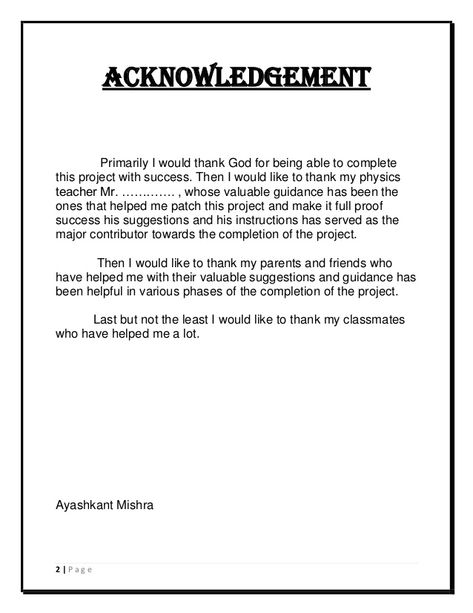 ACKNOWLEDGEMENT
Primarily I would thank God for being able to complete
this project with success. Then I would like to thank my physics
teacher Mr. …………. , whose valuable guidance has been the
ones that helped me patch this project and make it full proof
success his suggestions and his instructions has served as the
major contributor towards the completion of the project.
Then I would like to thank my parents and friends who
have helped me with their valuable suggestions and guidance has
been helpful in various phases of the completion of the project.
Last but not the least I would like to thank my classmates
who have helped me a lot.
Ayashkant Mishra
2 | Page